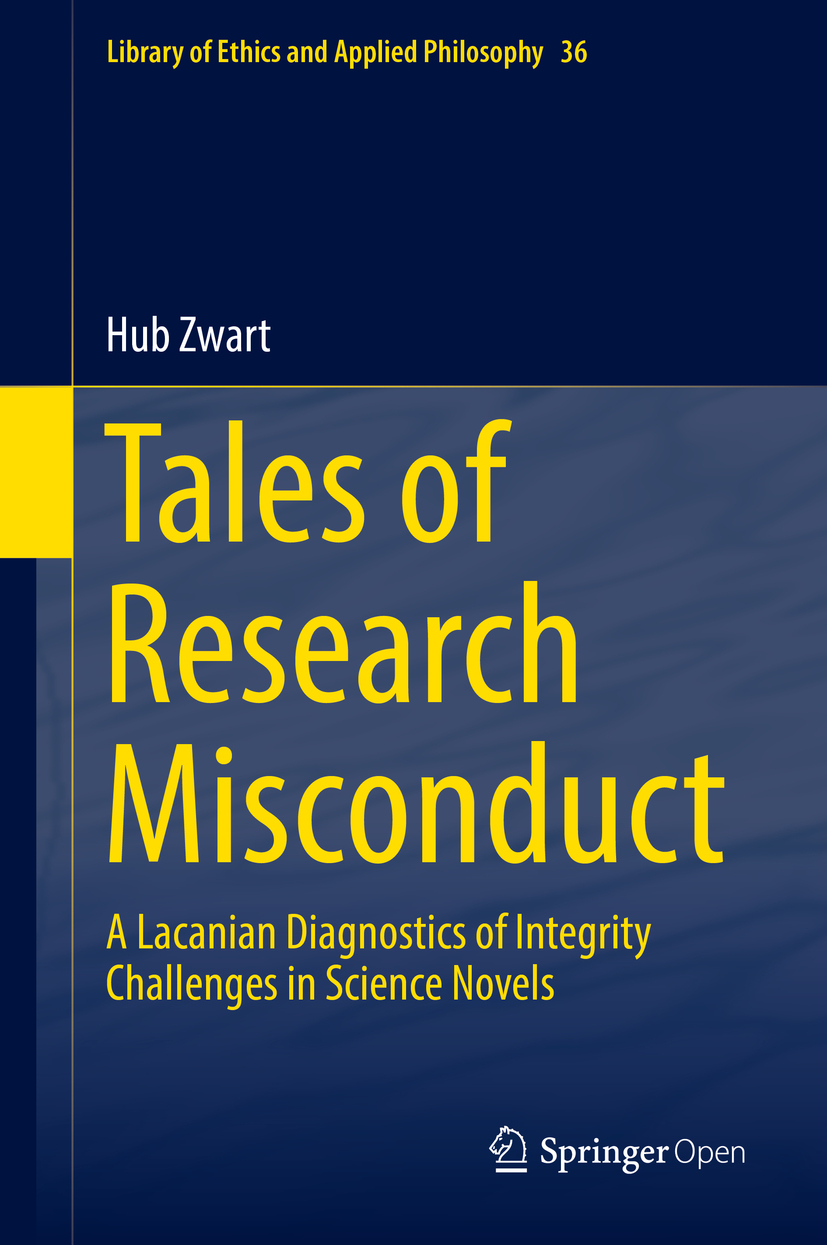 Library of Ethics and Applied Philosophy 36
Hub Zwart
Tales of
Research
Misconduct
A Lacanian Diagnostics of Integrity
Challenges in Science Novels
Springer Open